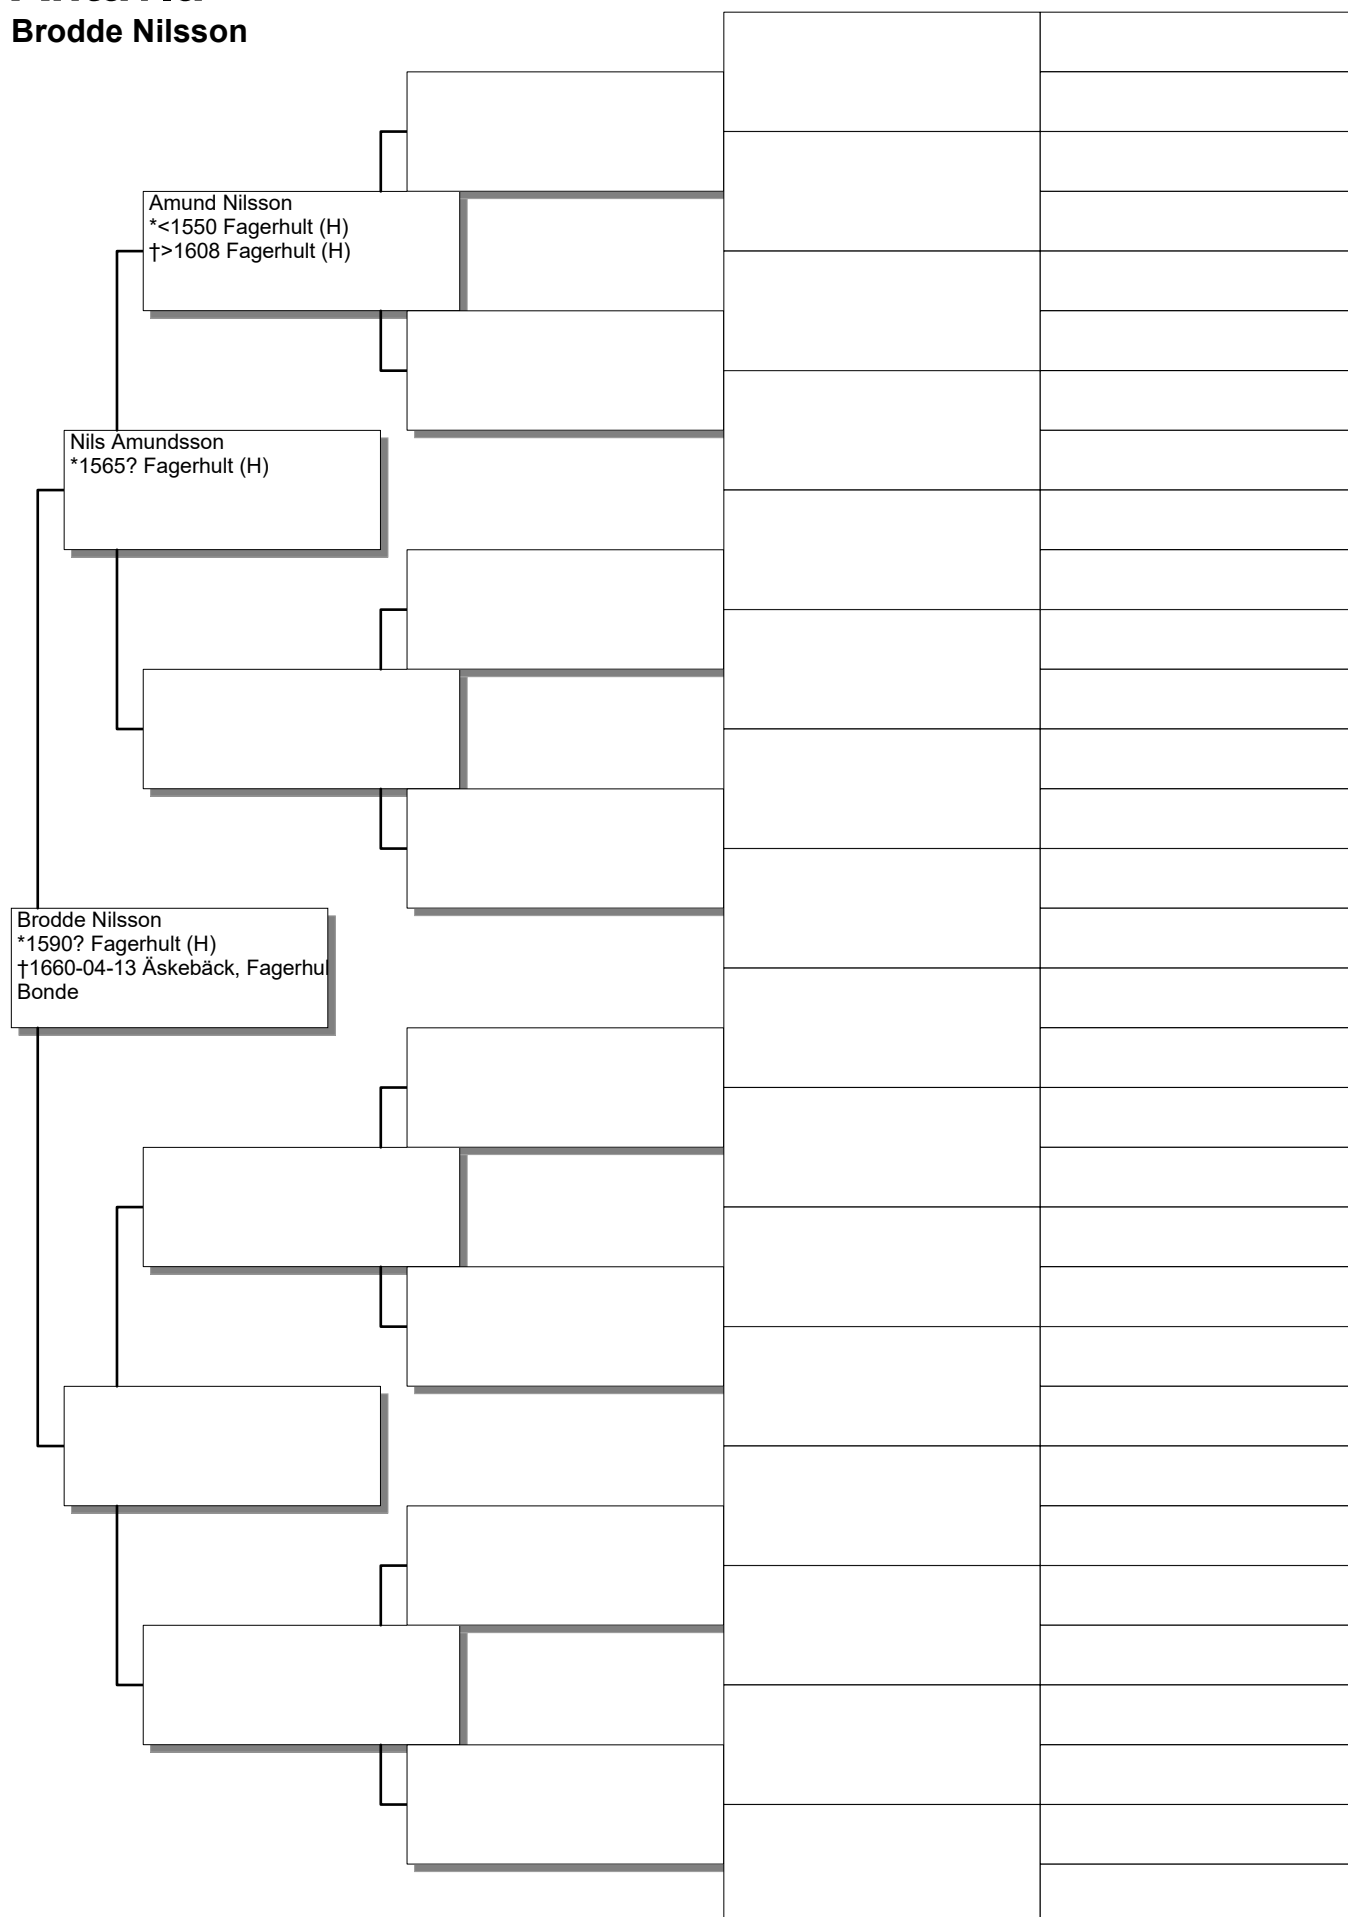 Brodde Nilsson
Amund Nilsson
*<1550 Fagerhult (H)
†>1608 Fagerhult (H)
Nils Amundsson
*1565? Fagerhult (H)
Brodde Nilsson
*1590? Fagerhult (H)
†1660-04-13 Äskebäck, Fagerhul
Bonde